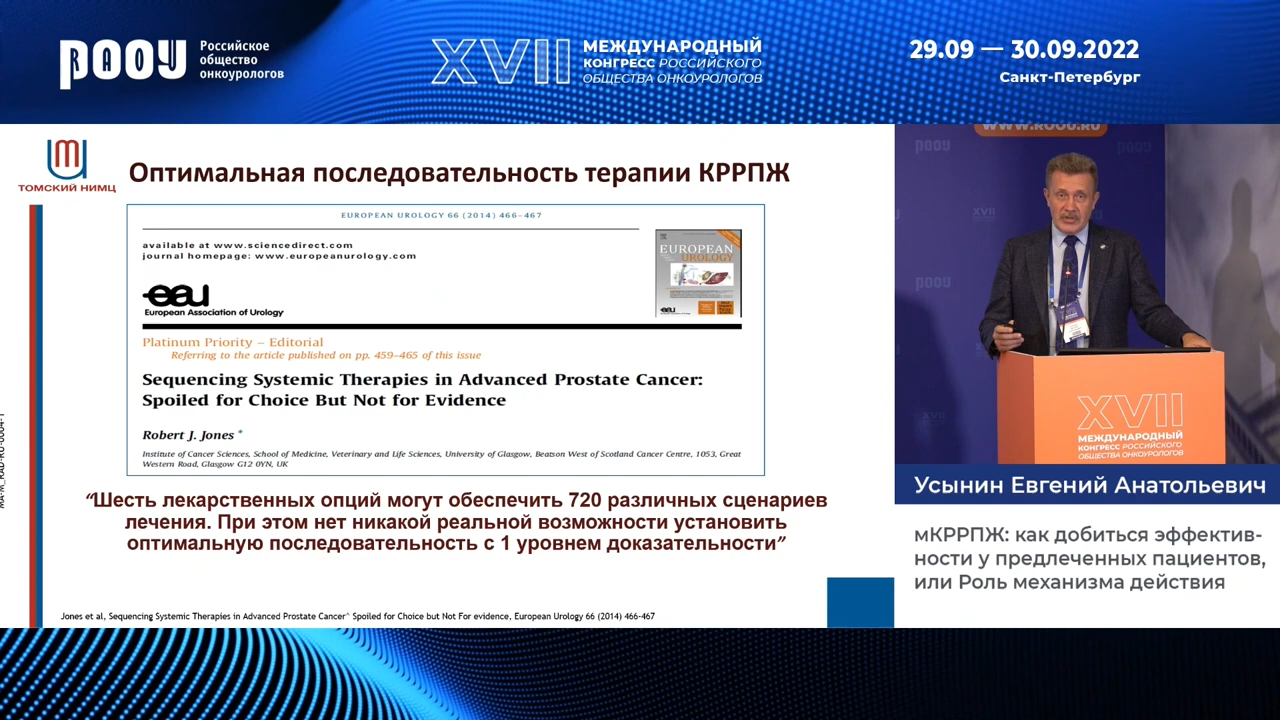 РООУ
Российское
общество
онкоурологов
XVII
МЕЖДУНАРОДНЫЙ
КОНГРЕСС РОССИЙСКОГО
ОБЩЕСТВА ОНКОУРОЛОГОВ
29.09 — 30.09.2022
Санкт-Петербург
ТОМСКИЙ НИМЦ
Оптимальная последовательность терапии КРРПЖ
EUROPEAN UROLOGY 66 (2014) 466–467
available at www.sciencedirect.com
journal homepage: www.europeanurology.com
EUROPEAN
UROLOGY
eau
European Association of Urology
Platinum Priority – Editorial
Referring to the article published on pp. 459–465 of this issue
Sequencing Systemic Therapies in Advanced Prostate Cancer:
Spoiled for Choice But Not for Evidence
Robert J. Jones *
Institute of Cancer Sciences, School of Medicine, Veterinary and Life Sciences, University of Glasgow, Beatson West of Scotland Cancer Centre, 1053, Great
Western Road, Glasgow G12 0YN, UK
“Шесть лекарственных опций могут обеспечить 720 различных сценариев
лечения. При этом нет никакой реальной возможности установить
оптимальную последовательность с 1 уровнем доказательности”
Jones et al, Sequencing Systemic Therapies in Advanced Prostate Cancer^ Spoiled for Choice but Not For evidence, European Urology 66 (2014) 466-467
www.roou.ru
XVII
МЕЖДУНАРОДНЫЙ
КОНГРЕСС РОССИЙСКОГО
ОБЩЕСТВА ОНКОУРОЛОГОВ
Усынин Евгений Анатольевич
мКРРПЖ: как добиться эффектив-
ности у предлеченных пациентов,
или Роль механизма действия